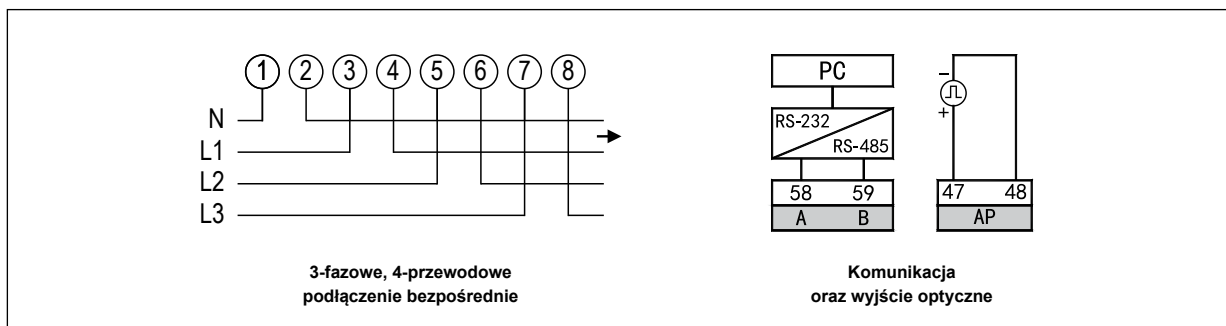 1 2 3 4 5 6 7 8
N
L1
L2
L3
3-fazowe, 4-przewodowe
podłączenie bezpośrednie
PC
RS-232
RS-485
58 59
A B
–
+
47 48
AP
Komunikacja
oraz wyjście optyczne